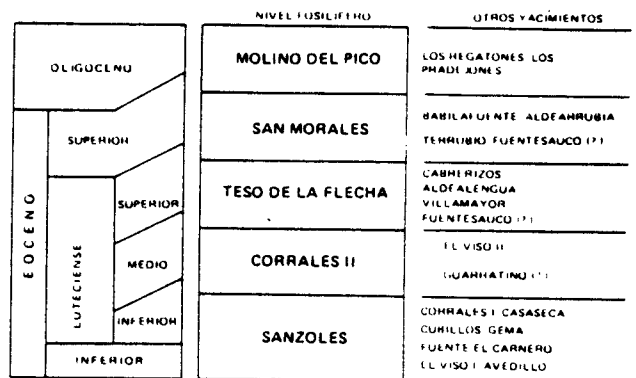 NIVEL FOSILIFERO
OTROS YACIMIENTOS
OLIGOCENO
MOLINO DEL PICO
LOS REGATONES LOS
PRADEJONES
EOCENO
SUPERIOR
SAN MORALES
BABILAFUENTE ALDEARRUBIA
TERRUBIO FUENTESAUCO (?)
LUTECIENSE
SUPERIOR
TESO DE LA FLECHA
CABRERIZOS
ALDEALENGUA
VILLAMAYOR
FUENTESAUCO (?)
MEDIO
CORRALES II
EL VISO II
GUARRATINO (?)
INFERIOR
SANZOLES
CORRALES I CASASECA
CUBILLOS GEMA
FUENTE EL CARNERO
EL VISO I AVEDILLO
INFERIOR